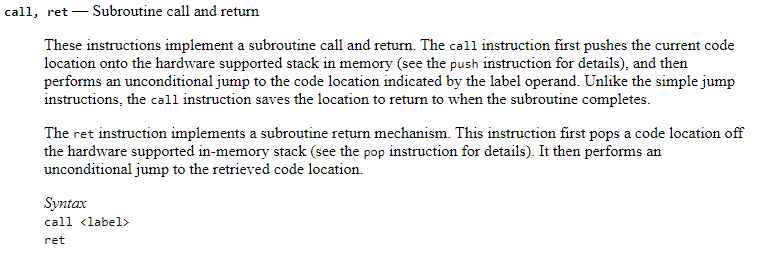 call, ret — Subroutine call and return
These instructions implement a subroutine call and return. The call instruction first pushes the current code
location onto the hardware supported stack in memory (see the push instruction for details), and then
performs an unconditional jump to the code location indicated by the label operand. Unlike the simple jump
instructions, the call instruction saves the location to return to when the subroutine completes.
The ret instruction implements a subroutine return mechanism. This instruction first pops a code location off
the hardware supported in-memory stack (see the pop instruction for details). It then performs an
unconditional jump to the retrieved code location.
Syntax
call <label>
ret